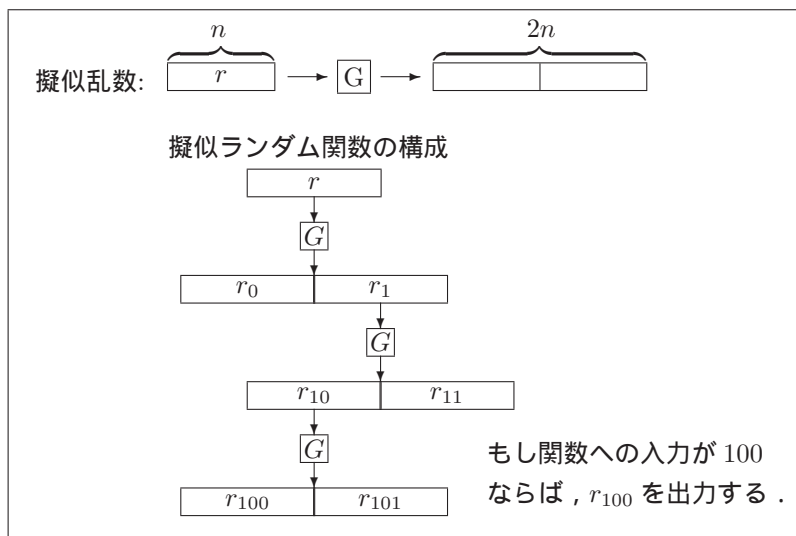 n 2n
擬似乱数: r G
擬似ランダム関数の構成
r
G
r0 r1
G
r10 r11
G
もし関数への入力が 100
r100 r101
ならば , r100 を出力する .